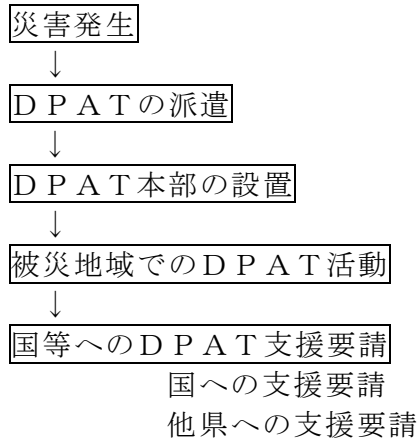 災害発生
↓
ＤＰＡＴの派遣
↓
ＤＰＡＴ本部の設置
↓
被災地域でのＤＰＡＴ活動
↓
国等へのＤＰＡＴ支援要請
国への支援要請
他県への支援要請